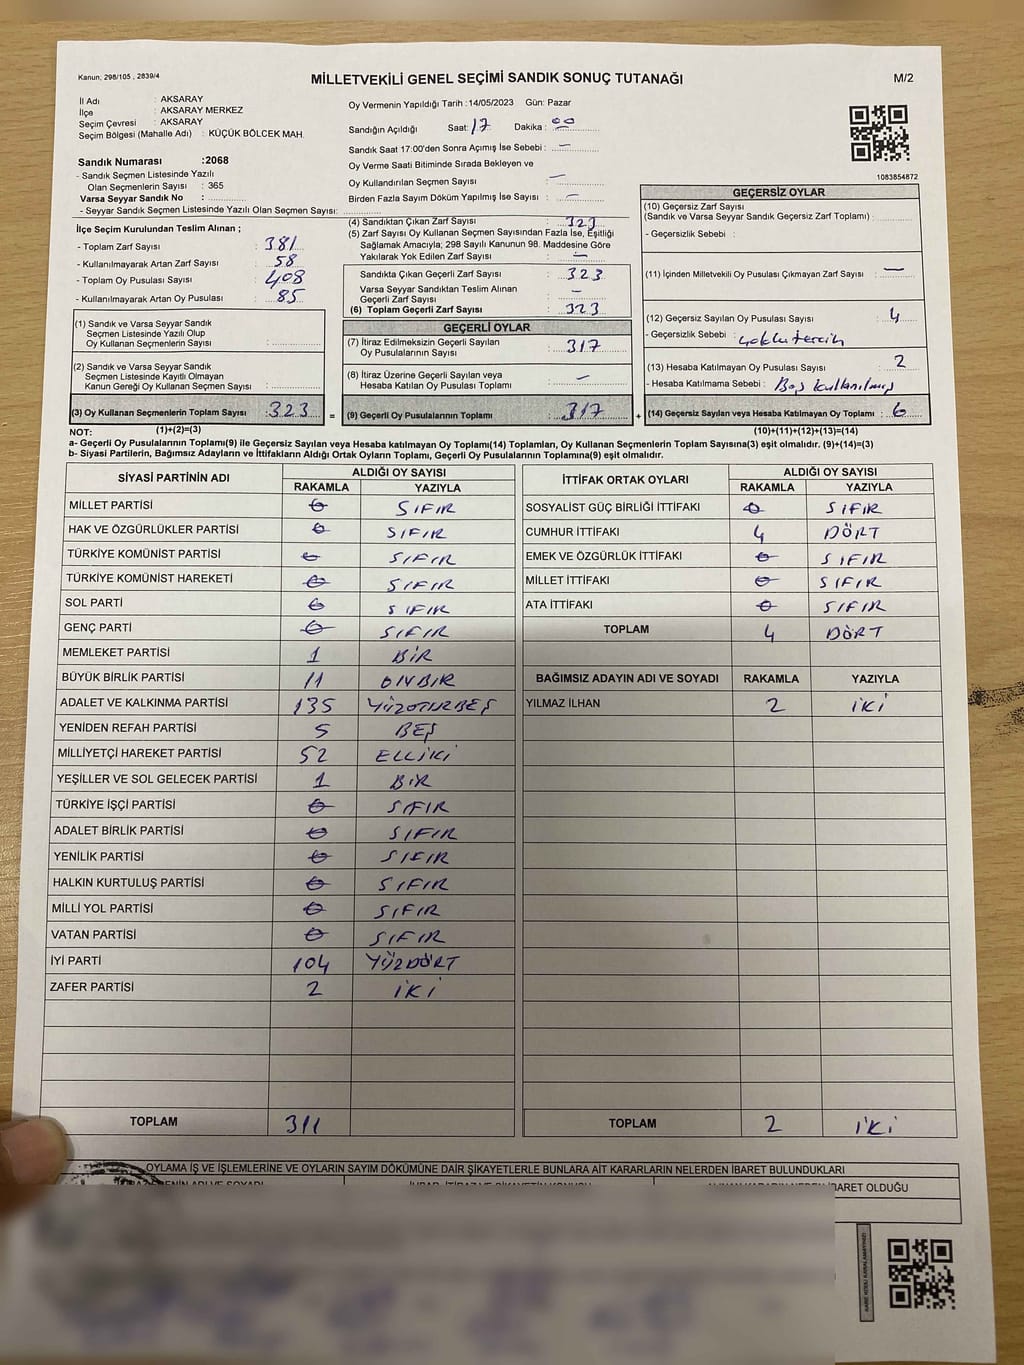 Kanun; 298/105 , 2839/4
MİLLETVEKİLİ GENEL SEÇİMİ SANDIK SONUÇ TUTANAĞI
M/2
İl Adı : AKSARAY
İlçe : AKSARAY MERKEZ
Seçim Çevresi : AKSARAY
Seçim Bölgesi (Mahalle Adı) : KÜÇÜK BÖLCEK MAH.
Sandık Numarası :2068
- Sandık Seçmen Listesinde Yazılı
Olan Seçmenlerin Sayısı : 365
Varsa Seyyar Sandık No :
- Seyyar Sandık Seçmen Listesinde Yazılı Olan Seçmen Sayısı:
Oy Vermenin Yapıldığı Tarih :14/05/2023 Gün: Pazar
Sandığın Açıldığı Saat: 17 Dakika : 00
Sandık Saat 17:00'den Sonra Açımış İse Sebebi : —
Oy Verme Saati Bitiminde Sırada Bekleyen ve
Oy Kullandırılan Seçmen Sayısı : —
Birden Fazla Sayım Döküm Yapılmış İse Sayısı : —
1083854872
İlçe Seçim Kurulundan Teslim Alınan ;
- Toplam Zarf Sayısı : 381
- Kullanılmayarak Artan Zarf Sayısı : 58
- Toplam Oy Pusulası Sayısı : 408
- Kullanılmayarak Artan Oy Pusulası : 85
(1) Sandık ve Varsa Seyyar Sandık
Seçmen Listesinde Yazılı Olup
Oy Kullanan Seçmenlerin Sayısı :
(2) Sandık ve Varsa Seyyar Sandık
Seçmen Listesinde Kayıtlı Olmayan
Kanun Gereği Oy Kullanan Seçmen Sayısı :
(3) Oy Kullanan Seçmenlerin Toplam Sayısı : 323
(1)+(2)=(3)
(4) Sandıktan Çıkan Zarf Sayısı : 323
(5) Zarf Sayısı Oy Kullanan Seçmen Sayısından Fazla İse, Eşitliği
Sağlamak Amacıyla; 298 Sayılı Kanunun 98. Maddesine Göre
Yakılarak Yok Edilen Zarf Sayısı : —
Sandıkta Çıkan Geçerli Zarf Sayısı : 323
Varsa Seyyar Sandıktan Teslim Alınan
Geçerli Zarf Sayısı : —
(6) Toplam Geçerli Zarf Sayısı : 323
GEÇERLİ OYLAR
(7) İtiraz Edilmeksizin Geçerli Sayılan
Oy Pusulalarının Sayısı : 317
(8) İtiraz Üzerine Geçerli Sayılan veya
Hesaba Katılan Oy Pusulası Toplamı : —
= (9) Geçerli Oy Pusulalarının Toplamı : 317 +
GEÇERSİZ OYLAR
(10) Geçersiz Zarf Sayısı
(Sandık ve Varsa Seyyar Sandık Geçersiz Zarf Toplamı) :
- Geçersizlik Sebebi :
(11) İçinden Milletvekili Oy Pusulası Çıkmayan Zarf Sayısı : —
(12) Geçersiz Sayılan Oy Pusulası Sayısı : 4
- Geçersizlik Sebebi : çoklu tercih
(13) Hesaba Katılmayan Oy Pusulası Sayısı : 2
- Hesaba Katılmama Sebebi : Boş kullanılmış
(14) Geçersiz Sayılan veya Hesaba Katılmayan Oy Toplamı : 6
(10)+(11)+(12)+(13)=(14)
NOT:
a- Geçerli Oy Pusulalarının Toplamı(9) ile Geçersiz Sayılan veya Hesaba katılmayan Oy Toplamı(14) Toplamları, Oy Kullanan Seçmenlerin Toplam Sayısına(3) eşit olmalıdır. (9)+(14)=(3)
b- Siyasi Partilerin, Bağımsız Adayların ve İttifakların Aldığı Oyların Toplamı, Geçerli Oy Pusulalarının Toplamına(9) eşit olmalıdır.
SİYASİ PARTİNİN ADI ALDIĞI OY SAYISI
RAKAMLA YAZIYLA
MİLLET PARTİSİ 0 SIFIR
HAK VE ÖZGÜRLÜKLER PARTİSİ 0 SIFIR
TÜRKİYE KOMÜNİST PARTİSİ 0 SIFIR
TÜRKİYE KOMÜNİST HAREKETİ 0 SIFIR
SOL PARTİ 0 SIFIR
GENÇ PARTİ 0 SIFIR
MEMLEKET PARTİSİ 1 BİR
BÜYÜK BİRLİK PARTİSİ 11 ONBIR
ADALET VE KALKINMA PARTİSİ 135 YÜZOTURBEŞ
YENİDEN REFAH PARTİSİ 5 BEŞ
MİLLİYETÇİ HAREKET PARTİSİ 52 ELLİİKİ
YEŞİLLER VE SOL GELECEK PARTİSİ 1 BİR
TÜRKİYE İŞÇİ PARTİSİ 0 SIFIR
ADALET BİRLİK PARTİSİ 0 SIFIR
YENİLİK PARTİSİ 0 SIFIR
HALKIN KURTULUŞ PARTİSİ 0 SIFIR
MİLLİ YOL PARTİSİ 0 SIFIR
VATAN PARTİSİ 0 SIFIR
İYİ PARTİ 104 YÜZDÖRT
ZAFER PARTİSİ 2 İKİ
TOPLAM 311
İTTİFAK ORTAK OYLARI ALDIĞI OY SAYISI
RAKAMLA YAZIYLA
SOSYALİST GÜÇ BİRLİĞİ İTTİFAKI 0 SIFIR
CUMHUR İTTİFAKI 4 DÖRT
EMEK VE ÖZGÜRLÜK İTTİFAKI 0 SIFIR
MİLLET İTTİFAKI 0 SIFIR
ATA İTTİFAKI 0 SIFIR
TOPLAM 4 DÖRT
BAĞIMSIZ ADAYIN ADI VE SOYADI RAKAMLA YAZIYLA
YILMAZ İLHAN 2 İKİ
TOPLAM 2 İKİ
OYLAMA İŞ VE İŞLEMLERİNE VE OYLARIN SAYIM DÖKÜMÜNE DAİR ŞİKAYETLERLE BUNLARA AİT KARARLARIN NELERDEN İBARET BULUNDUKLARI